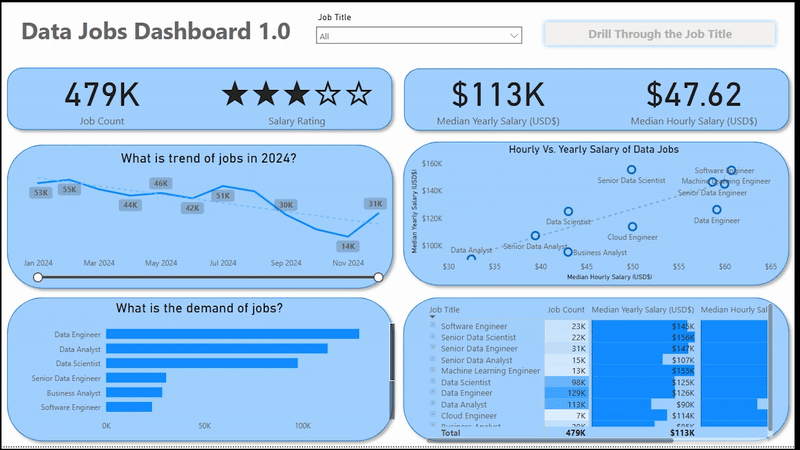 Data Jobs Dashboard 1.0
Job Title
All
Drill Through the Job Title
479K
Job Count
Salary Rating
$113K
Median Yearly Salary (USD$)
$47.62
Median Hourly Salary (USD$)
What is trend of jobs in 2024?
53K
55K
44K
46K
42K
51K
30K
14K
31K
Jan 2024
Mar 2024
May 2024
Jul 2024
Sep 2024
Nov 2024
Hourly Vs. Yearly Salary of Data Jobs
Median Yearly Salary (USD$)
$160K
$140K
$120K
$100K
Software Engineer
Senior Data Scientist
Machine Learning Engineer
Senior Data Engineer
Data Scientist
Data Engineer
Cloud Engineer
Senior Data Analyst
Data Analyst
Business Analyst
$30
$35
$40
$45
$50
$55
$60
$65
Median Hourly Salary (USD$)
What is the demand of jobs?
Data Engineer
Data Analyst
Data Scientist
Senior Data Engineer
Business Analyst
Software Engineer
0K
50K
100K
Job Title Job Count Median Yearly Salary (USD$) Median Hourly Sal
Software Engineer 23K $145K
Senior Data Scientist 22K $156K
Senior Data Engineer 31K $147K
Senior Data Analyst 15K $107K
Machine Learning Engineer 13K $155K
Data Scientist 98K $125K
Data Engineer 129K $126K
Data Analyst 113K $90K
Cloud Engineer 7K $114K
Business Analyst
Total 479K $113K